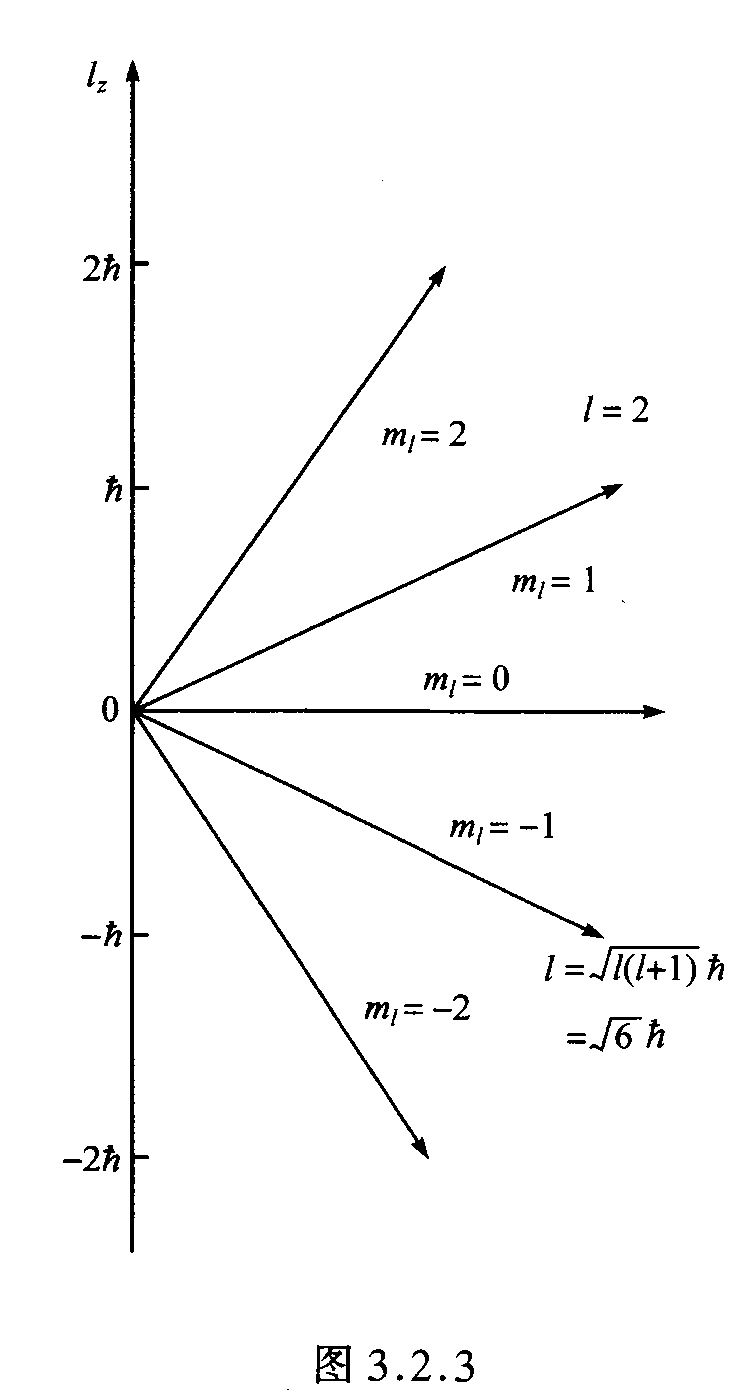 l_z
2ħ
m_l = 2
l = 2
ħ
m_l = 1
m_l = 0
0
m_l = −1
−ħ
l = √l(l+1) ħ
= √6 ħ
m_l = −2
−2ħ
图 3.2.3